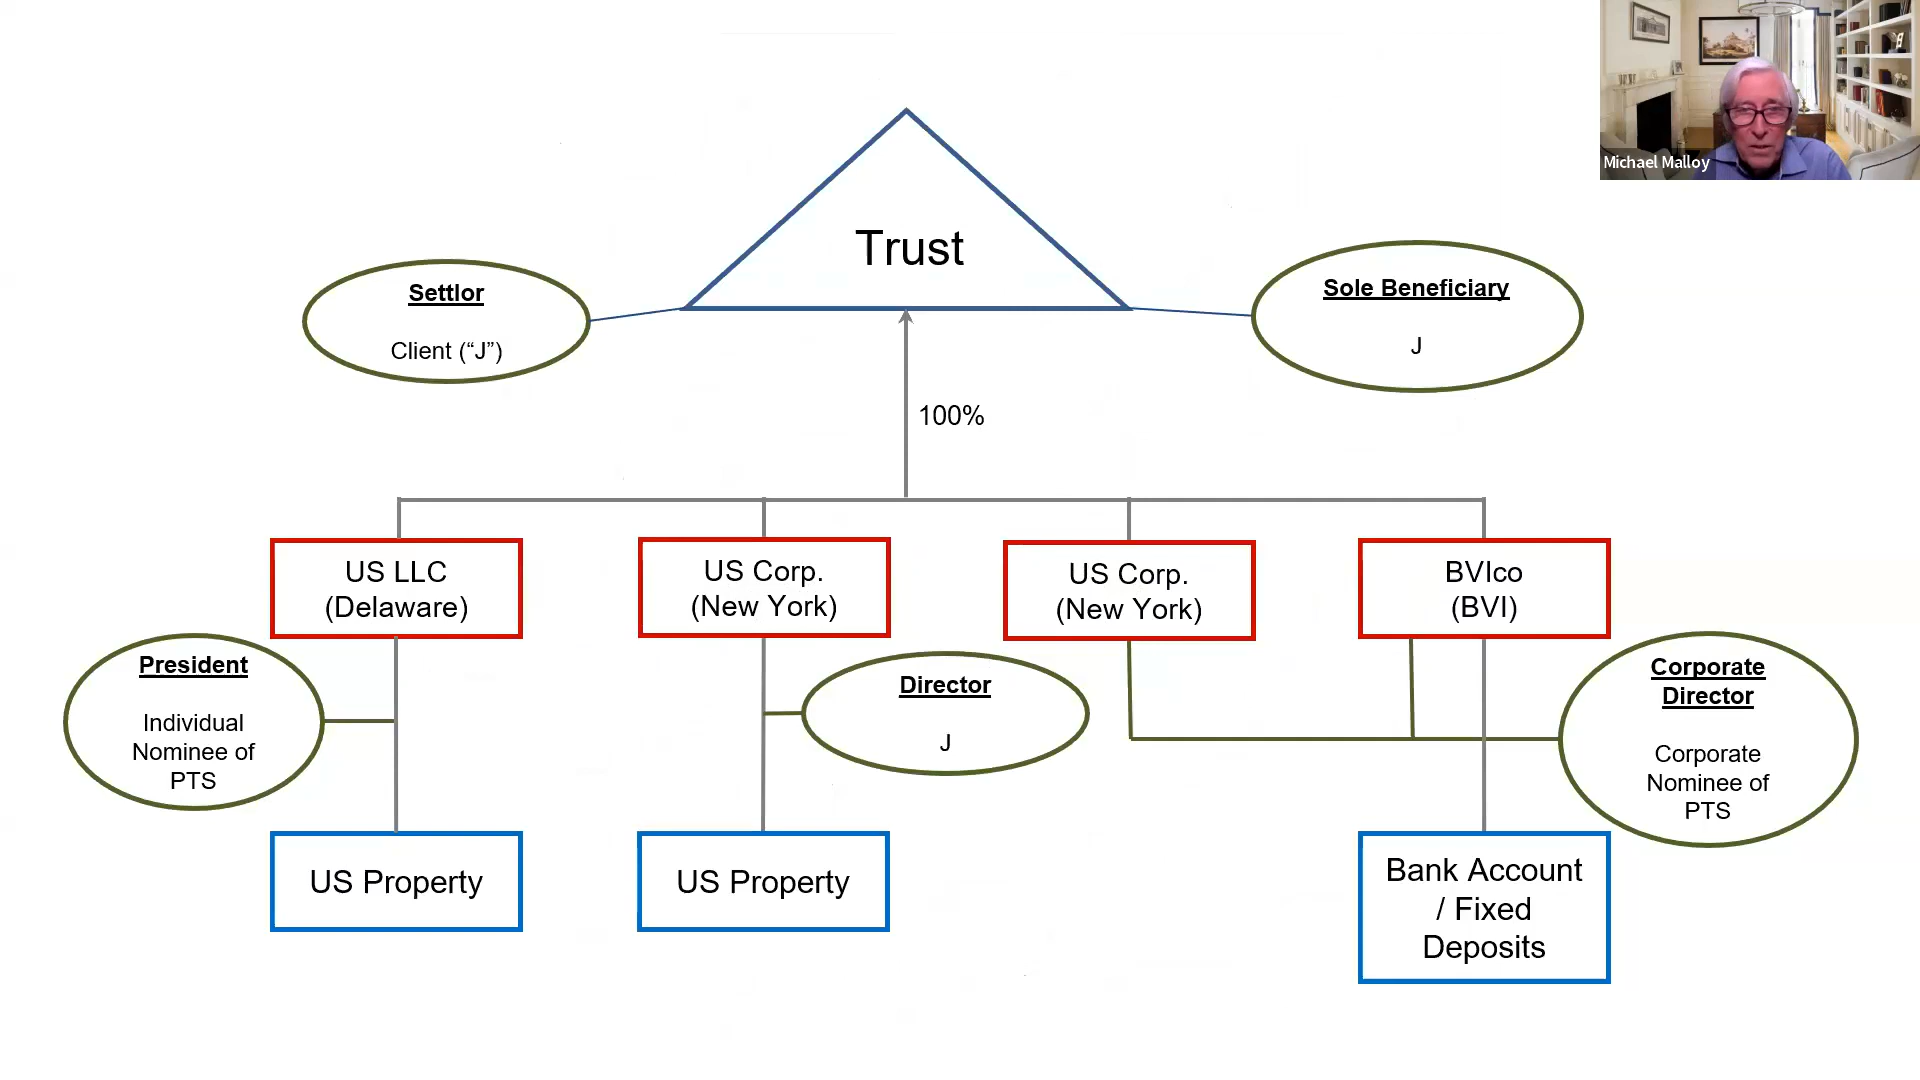 Michael Malloy
Trust
Settlor
Client (“J”)
Sole Beneficiary
J
100%
US LLC
(Delaware)
US Corp.
(New York)
US Corp.
(New York)
BVIco
(BVI)
President
Individual
Nominee of
PTS
Director
J
Corporate
Director
Corporate
Nominee of
PTS
US Property
US Property
Bank Account
/ Fixed
Deposits